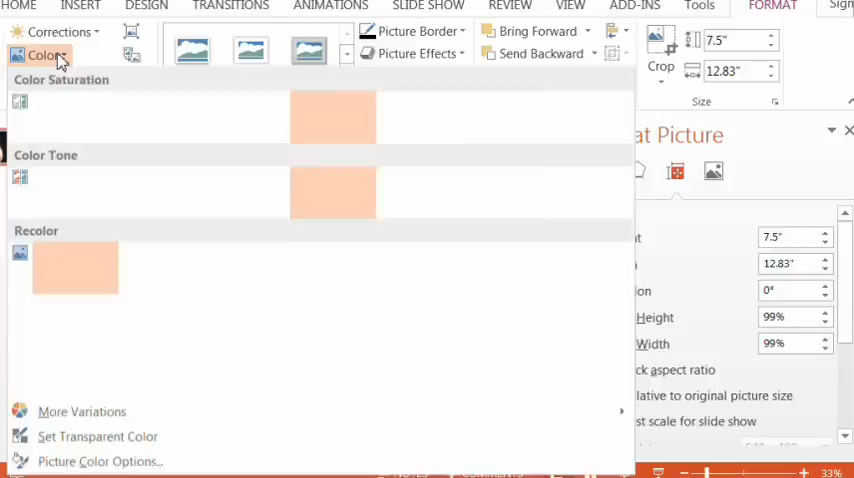 HOME INSERT DESIGN TRANSITIONS ANIMATIONS SLIDE SHOW REVIEW VIEW ADD-INS Tools FORMAT Sign
Corrections
Color
Picture Border
Picture Effects
Bring Forward
Send Backward
Crop
7.5"
12.83"
Size
Color Saturation
Color Tone
Recolor
More Variations
Set Transparent Color
Picture Color Options...
at Picture
7.5"
12.83"
0°
Height 99%
Width 99%
ck aspect ratio
lative to original picture size
st scale for slide show
33%